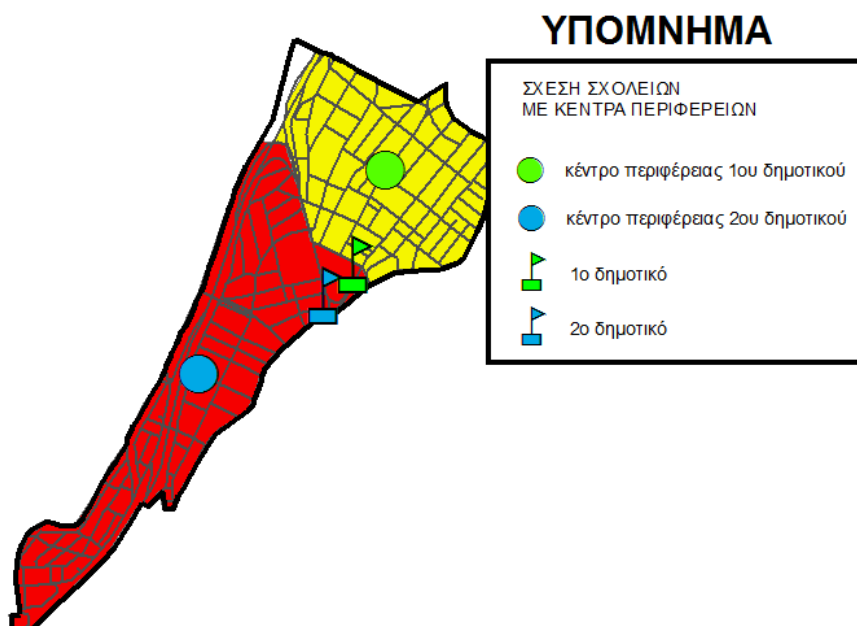 ΥΠΟΜΝΗΜΑ
ΣΧΕΣΗ ΣΧΟΛΕΙΩΝ
ΜΕ ΚΕΝΤΡΑ ΠΕΡΙΦΕΡΕΙΩΝ
κέντρο περιφέρειας 1ου δημοτικού
κέντρο περιφέρειας 2ου δημοτικού
1ο δημοτικό
2ο δημοτικό